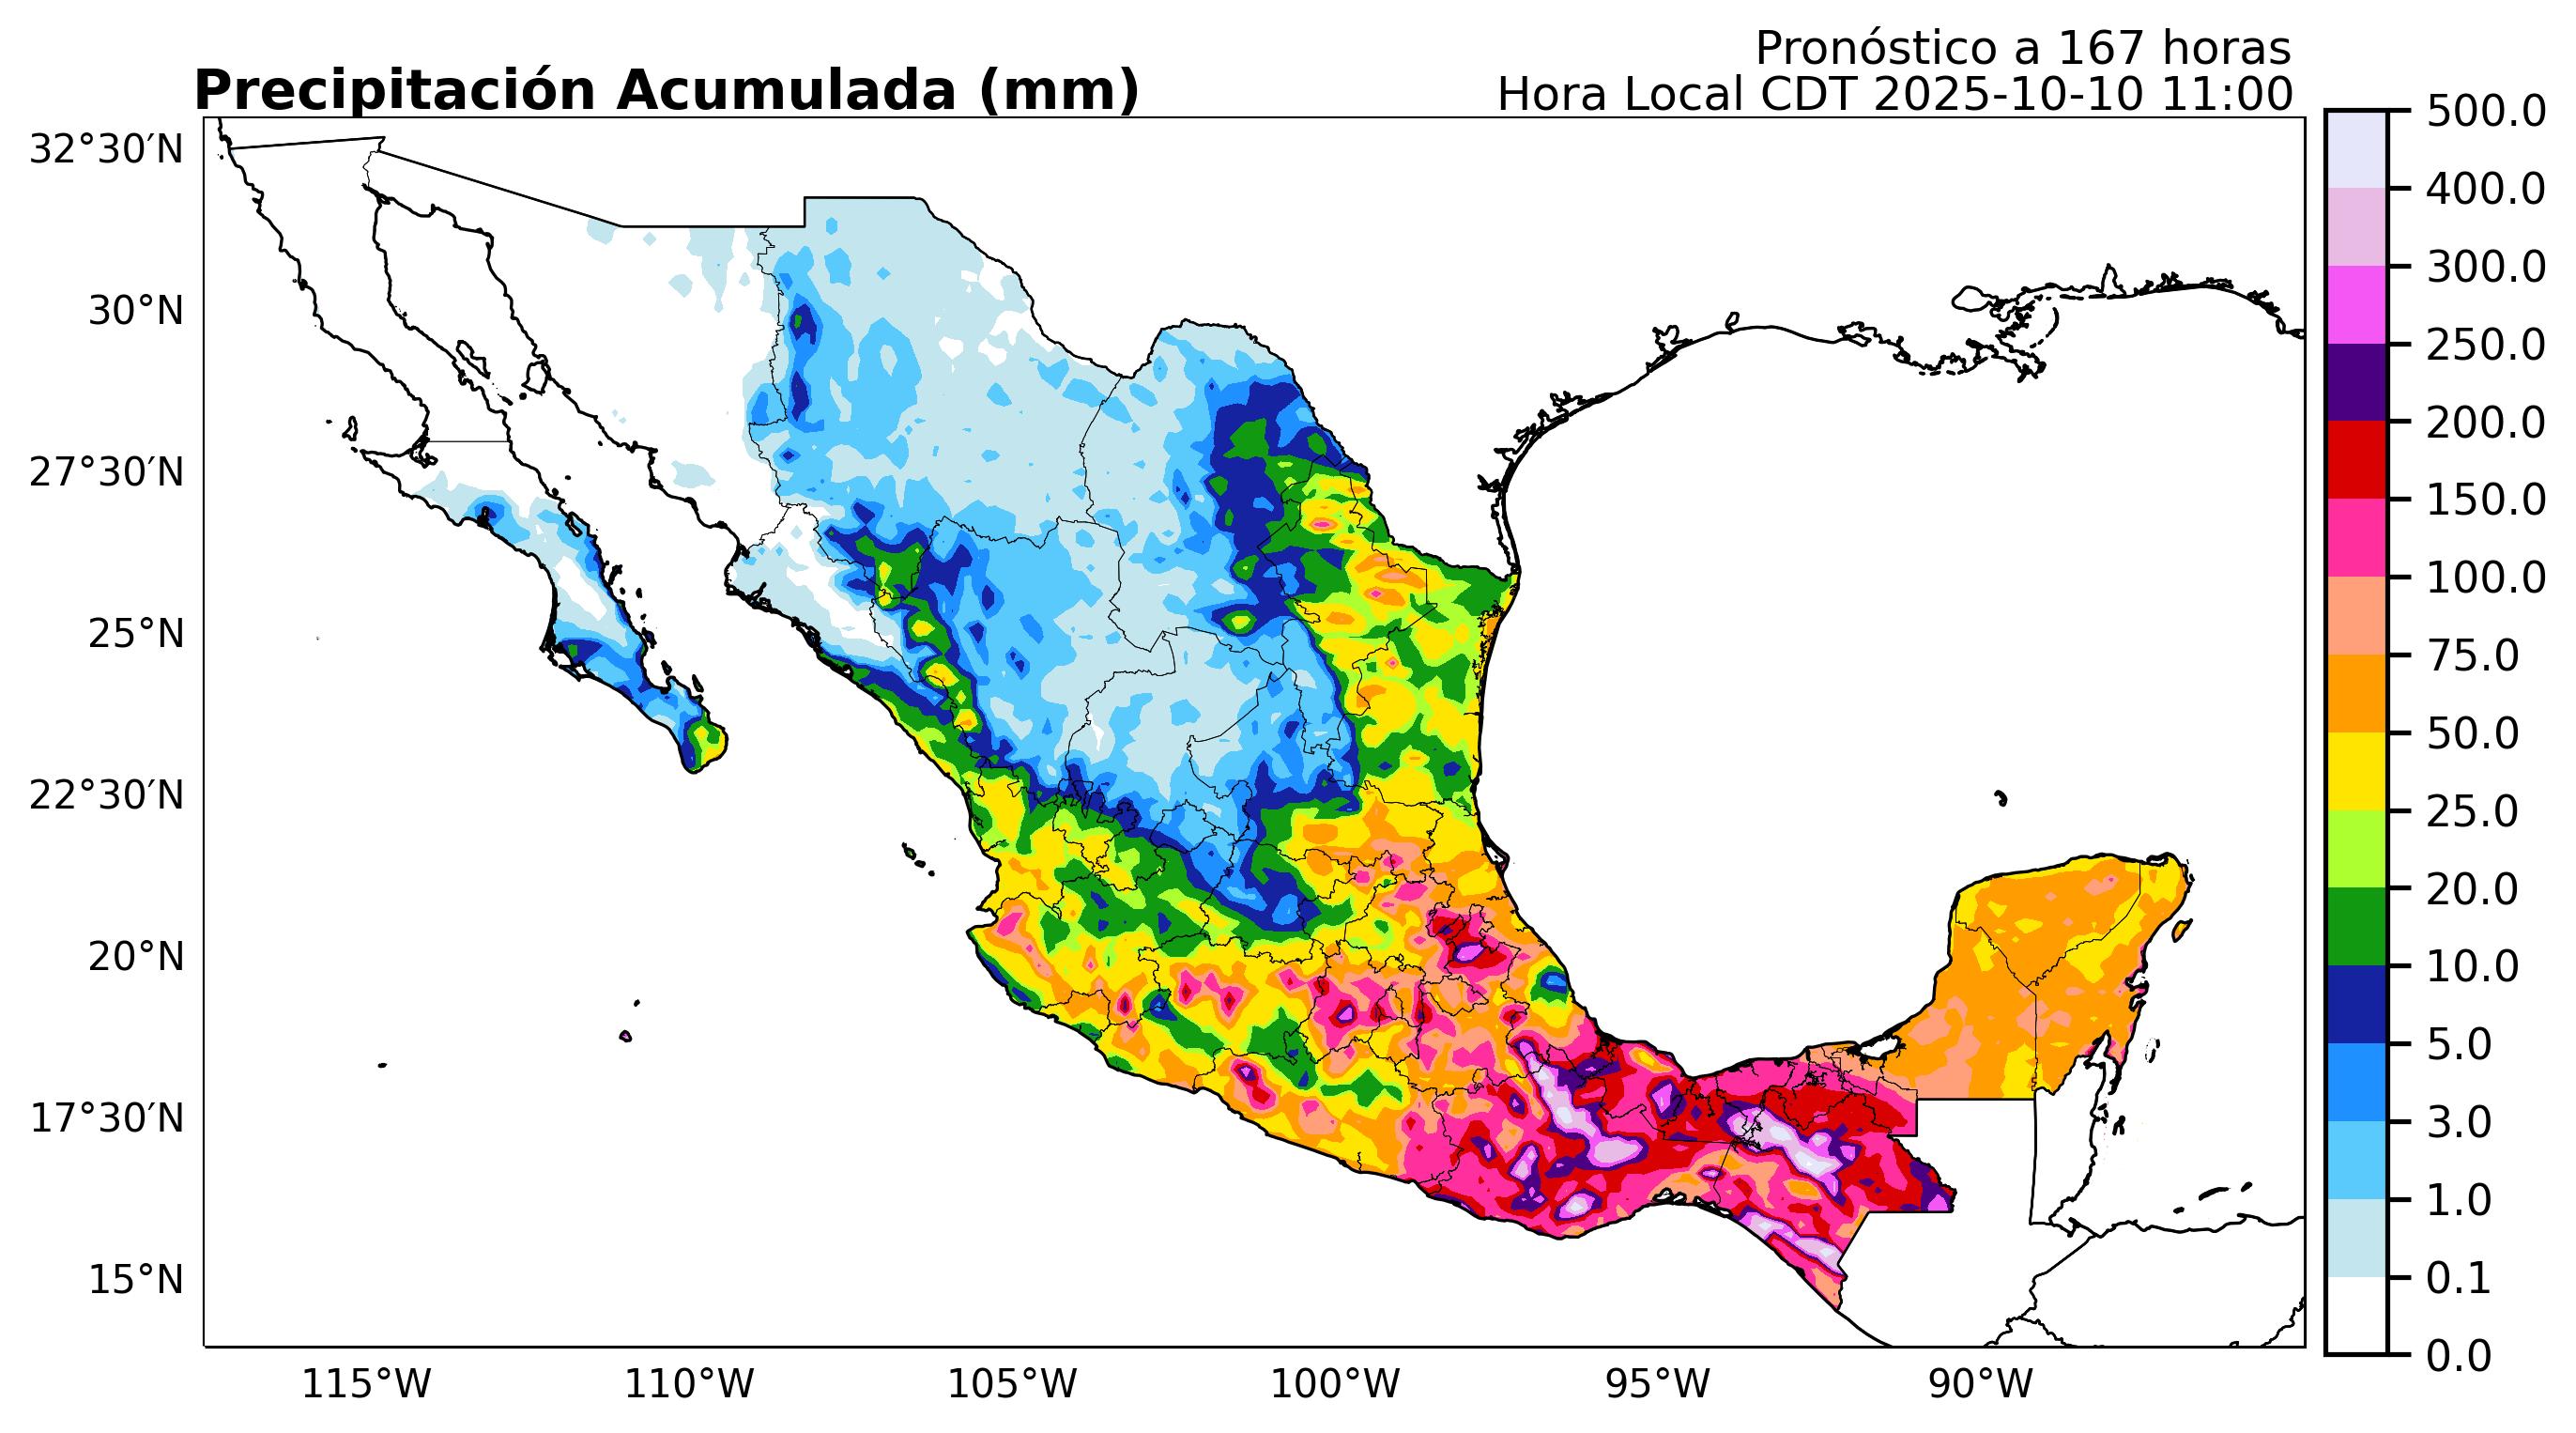 Pronóstico a 167 horas
Precipitación Acumulada (mm)
Hora Local CDT 2025-10-10 11:00
32°30′N
30°N
27°30′N
25°N
22°30′N
20°N
17°30′N
15°N
115°W
110°W
105°W
100°W
95°W
90°W
500.0
400.0
300.0
250.0
200.0
150.0
100.0
75.0
50.0
25.0
20.0
10.0
5.0
3.0
1.0
0.1
0.0